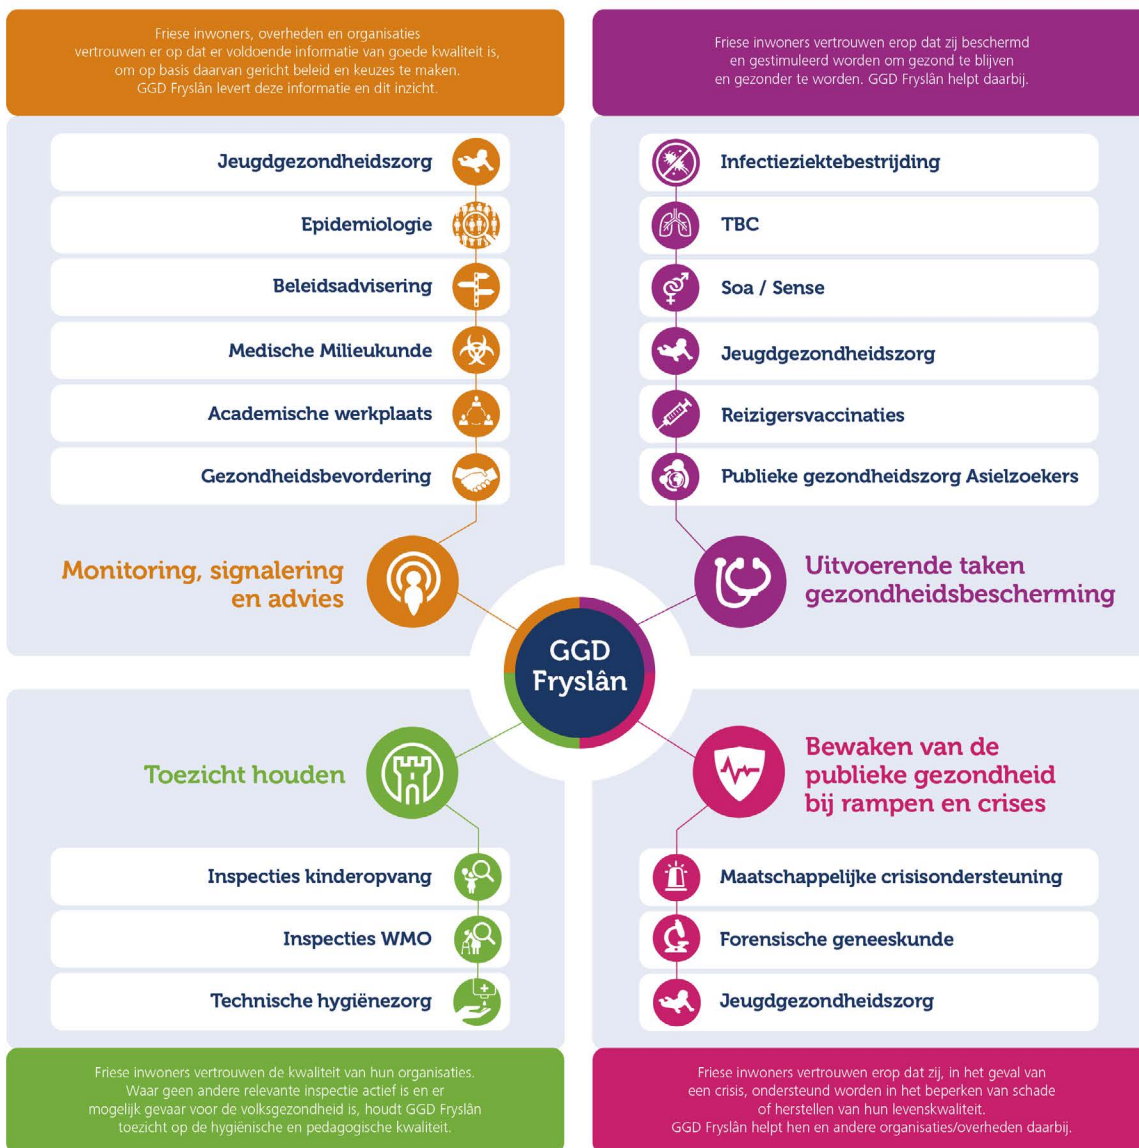 Friese inwoners, overheden en organisaties
vertrouwen er op dat er voldoende informatie van goede kwaliteit is,
om op basis daarvan gericht beleid en keuzes te maken.
GGD Fryslân levert deze informatie en dit inzicht.
Jeugdgezondheidszorg
Epidemiologie
Beleidsadvisering
Medische Milieukunde
Academische werkplaats
Gezondheidsbevordering
Monitoring, signalering
en advies
Friese inwoners vertrouwen erop dat zij beschermd
en gestimuleerd worden om gezond te blijven
en gezonder te worden. GGD Fryslân helpt daarbij.
Infectieziektebestrijding
TBC
Soa / Sense
Jeugdgezondheidszorg
Reizigersvaccinaties
Publieke gezondheidszorg Asielzoekers
Uitvoerende taken
gezondheidsbescherming
GGD
Fryslân
Toezicht houden
Inspecties kinderopvang
Inspecties WMO
Technische hygiënezorg
Friese inwoners vertrouwen de kwaliteit van hun organisaties.
Waar geen andere relevante inspectie actief is en er
mogelijk gevaar voor de volksgezondheid is, houdt GGD Fryslân
toezicht op de hygiënische en pedagogische kwaliteit.
Bewaken van de
publieke gezondheid
bij rampen en crises
Maatschappelijke crisisondersteuning
Forensische geneeskunde
Jeugdgezondheidszorg
Friese inwoners vertrouwen erop dat zij, in het geval van
een crisis, ondersteund worden in het beperken van schade
of herstellen van hun levenskwaliteit.
GGD Fryslân helpt hen en andere organisaties/overheden daarbij.